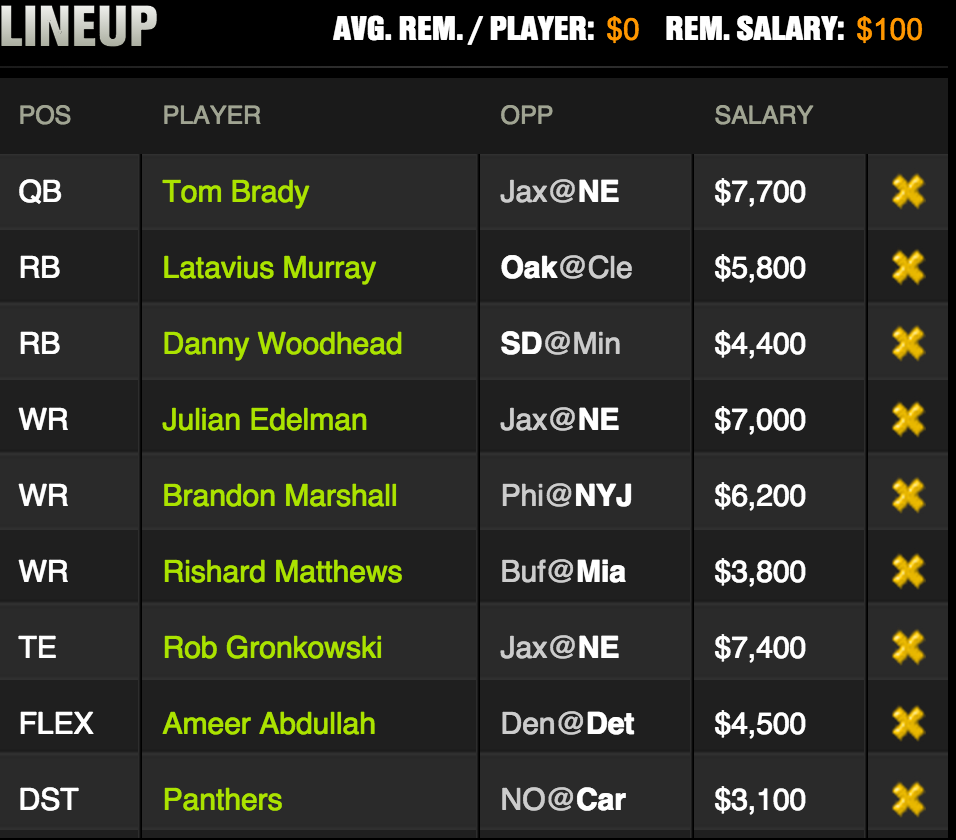 LINEUP AVG. REM. / PLAYER: $0 REM. SALARY: $100
POS PLAYER OPP SALARY
QB Tom Brady Jax@NE $7,700
RB Latavius Murray Oak@Cle $5,800
RB Danny Woodhead SD@Min $4,400
WR Julian Edelman Jax@NE $7,000
WR Brandon Marshall Phi@NYJ $6,200
WR Rishard Matthews Buf@Mia $3,800
TE Rob Gronkowski Jax@NE $7,400
FLEX Ameer Abdullah Den@Det $4,500
DST Panthers NO@Car $3,100